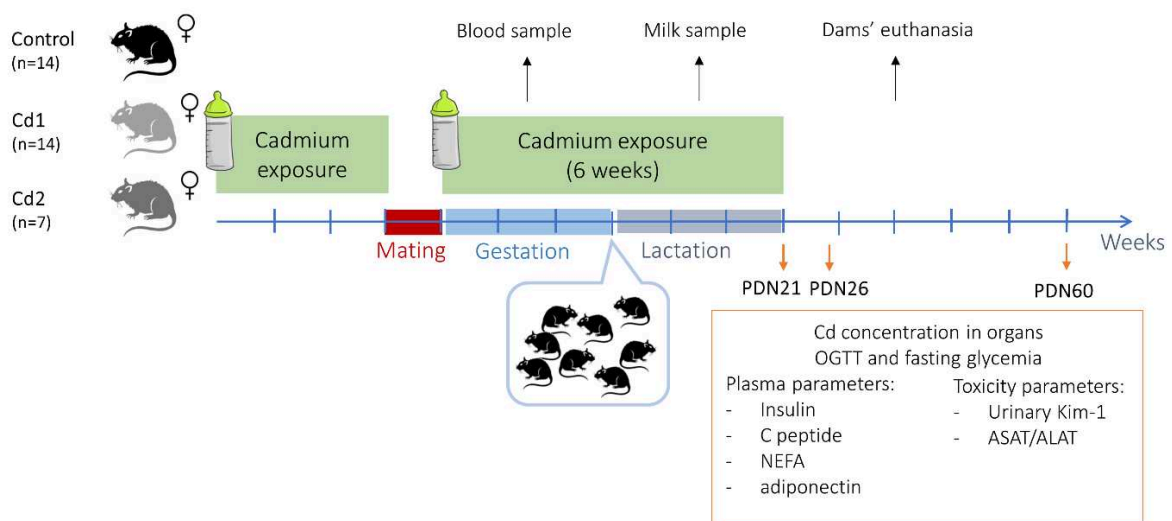 Control
(n=14)
Cd1
(n=14)
Cd2
(n=7)
♀
♀
♀
Blood sample
Milk sample
Dams' euthanasia
Cadmium
exposure
Cadmium exposure
(6 weeks)
Mating
Gestation
Lactation
Weeks
PDN21
PDN26
PDN60
Cd concentration in organs
OGTT and fasting glycemia
Plasma parameters:
- Insulin
- C peptide
- NEFA
- adiponectin
Toxicity parameters:
- Urinary Kim-1
- ASAT/ALAT